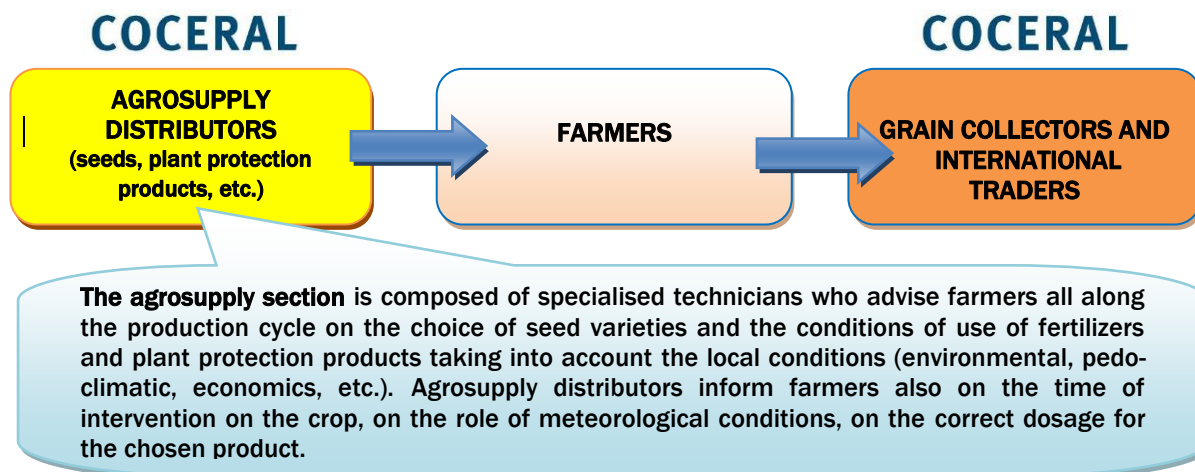 COCERAL
COCERAL
AGROSUPPLY
DISTRIBUTORS
(seeds, plant protection
products, etc.)
FARMERS
GRAIN COLLECTORS AND
INTERNATIONAL
TRADERS
The agrosupply section is composed of specialised technicians who advise farmers all along
the production cycle on the choice of seed varieties and the conditions of use of fertilizers
and plant protection products taking into account the local conditions (environmental, pedo-
climatic, economics, etc.). Agrosupply distributors inform farmers also on the time of
intervention on the crop, on the role of meteorological conditions, on the correct dosage for
the chosen product.